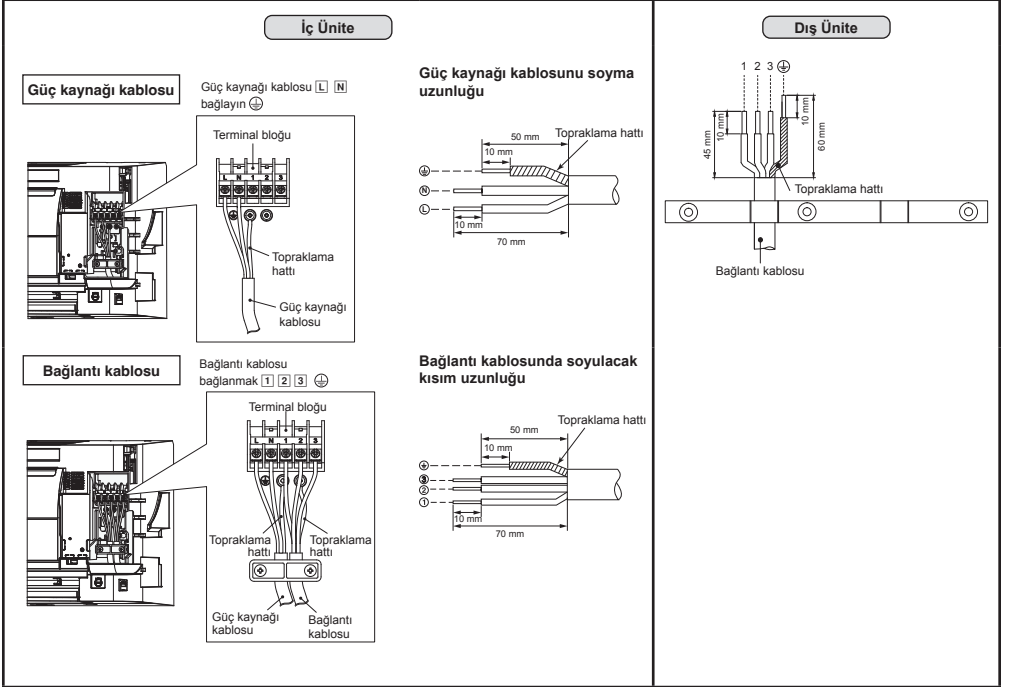 İç Ünite
Güç kaynağı kablosu
Güç kaynağı kablosu L N
bağlayın ⏚
Terminal bloğu
L N 1 2 3
Topraklama
hattı
Güç kaynağı
kablosu
Güç kaynağı kablosunu soyma
uzunluğu
Topraklama hattı
50 mm
10 mm
⏚
N
L
10 mm
70 mm
Bağlantı kablosu
Bağlantı kablosu
bağlanmak 1 2 3 ⏚
Terminal bloğu
L N 1 2 3
Topraklama
hattı
Topraklama
hattı
Güç kaynağı
kablosu
Bağlantı
kablosu
Bağlantı kablosunda soyulacak
kısım uzunluğu
Topraklama hattı
50 mm
10 mm
⏚
3
2
1
10 mm
70 mm
Dış Ünite
1 2 3 ⏚
45 mm
10 mm
10 mm
60 mm
Topraklama hattı
Bağlantı kablosu